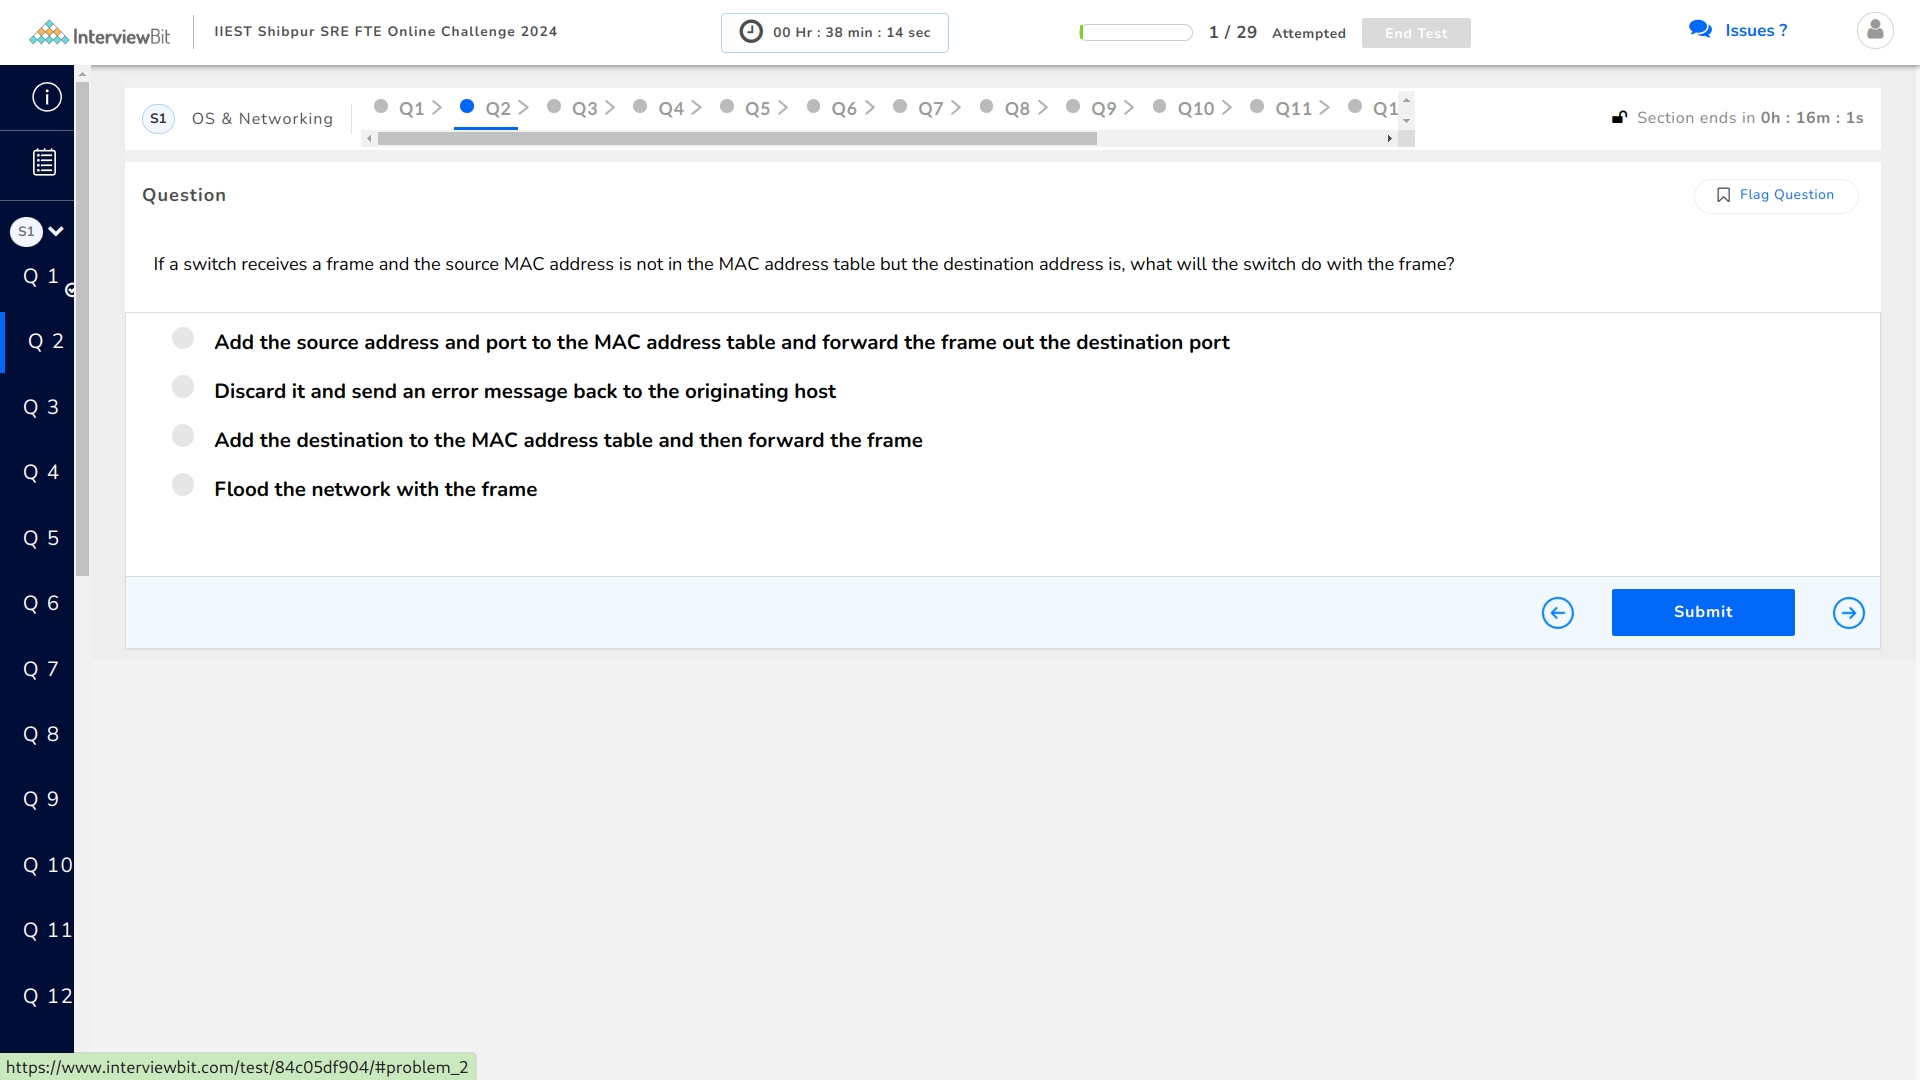 InterviewBit
IIEST Shibpur SRE FTE Online Challenge 2024
00 Hr : 38 min : 14 sec
1 / 29 Attempted
End Test
Issues ?
S1 OS & Networking
Q1 > Q2 > Q3 > Q4 > Q5 > Q6 > Q7 > Q8 > Q9 > Q10 > Q11 > Q1
Section ends in 0h : 16m : 1s
Question
Flag Question
If a switch receives a frame and the source MAC address is not in the MAC address table but the destination address is, what will the switch do with the frame?
Add the source address and port to the MAC address table and forward the frame out the destination port
Discard it and send an error message back to the originating host
Add the destination to the MAC address table and then forward the frame
Flood the network with the frame
Submit
S1
Q 1
Q 2
Q 3
Q 4
Q 5
Q 6
Q 7
Q 8
Q 9
Q 10
Q 11
Q 12
https://www.interviewbit.com/test/84c05df904/#problem_2